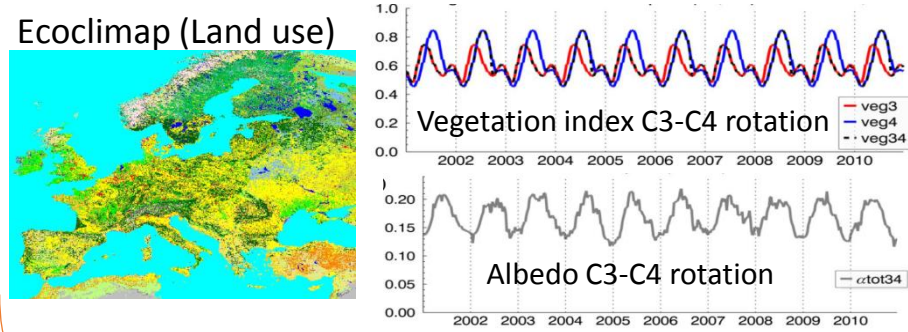 Ecoclimap (Land use)
1.0
0.8
0.6
0.4
0.2
0.0
Vegetation index C3-C4 rotation
veg3
veg4
veg34
2002 2003 2004 2005 2006 2007 2008 2009 2010
0.20
0.15
0.10
0.05
0.00
Albedo C3-C4 rotation
αtot34
2002 2003 2004 2005 2006 2007 2008 2009 2010